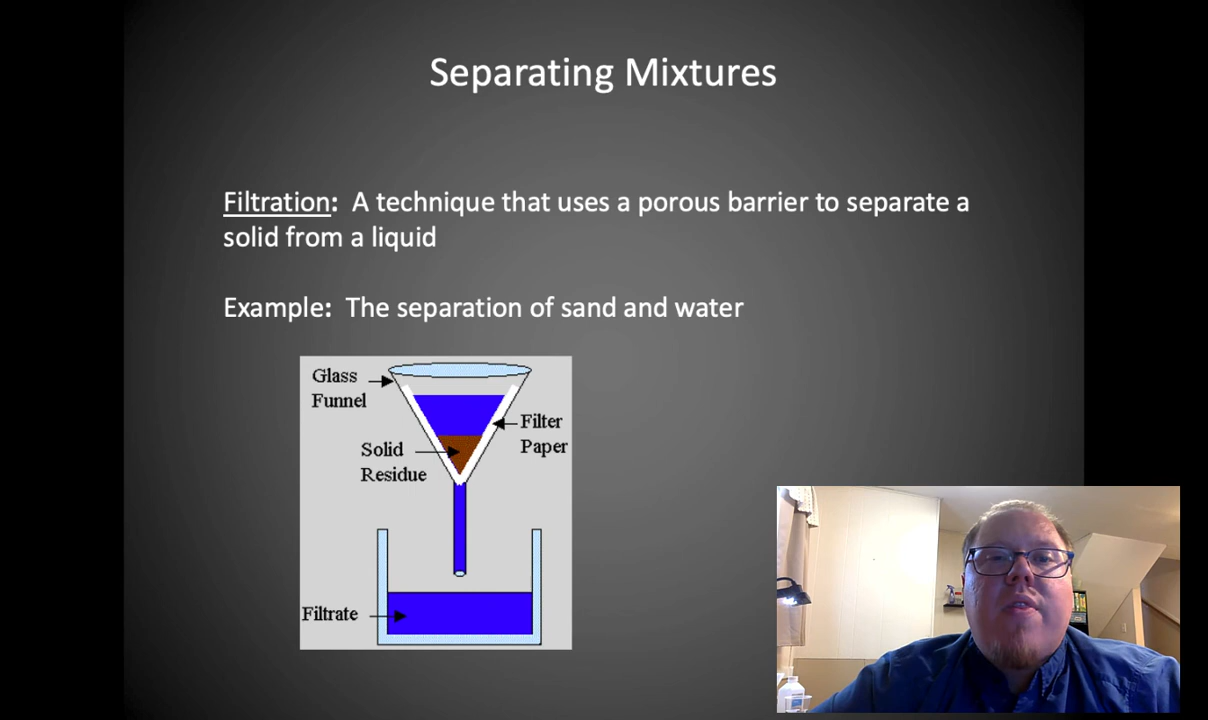 Separating Mixtures
Filtration:  A technique that uses a porous barrier to separate a
solid from a liquid
Example:  The separation of sand and water
Glass
Funnel
Filter
Paper
Solid
Residue
Filtrate